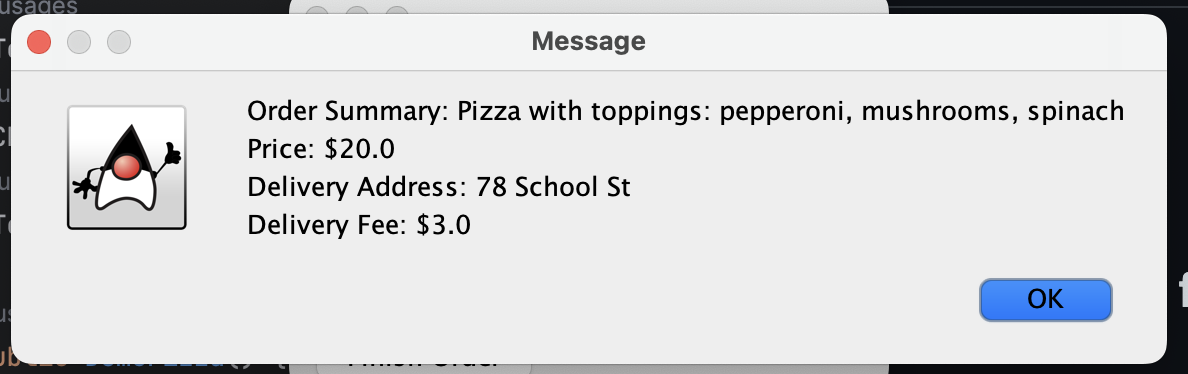 usages
Message
Order Summary: Pizza with toppings: pepperoni, mushrooms, spinach
Price: $20.0
Delivery Address: 78 School St
Delivery Fee: $3.0
OK